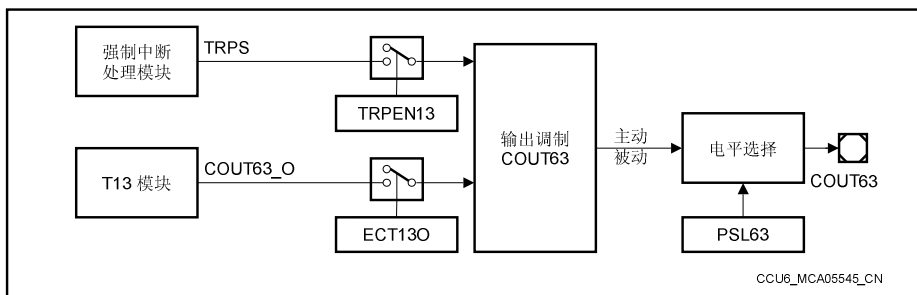 强制中断
处理模块
TRPS
TRPEN13
T13 模块
COUT63_O
ECT13O
输出调制
COUT63
主动
被动
电平选择
PSL63
COUT63
CCU6_MCA05545_CN